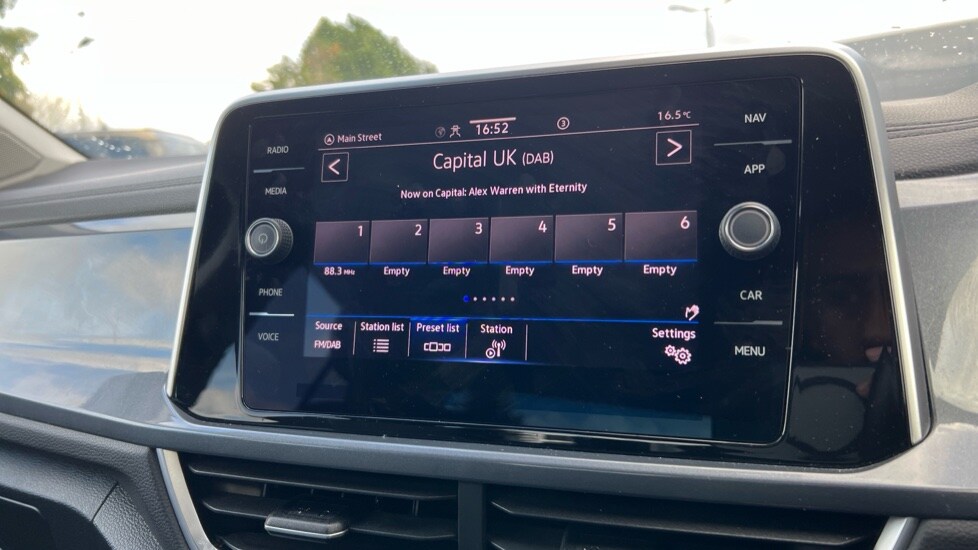 Main Street
16:52
3
16.5°C
RADIO
NAV
Capital UK (DAB)
APP
MEDIA
Now on Capital: Alex Warren with Eternity
1 2 3 4 5 6
88.3 MHz Empty Empty Empty Empty Empty
PHONE
CAR
Source Station list Preset list Station Settings
FM/DAB
VOICE
MENU